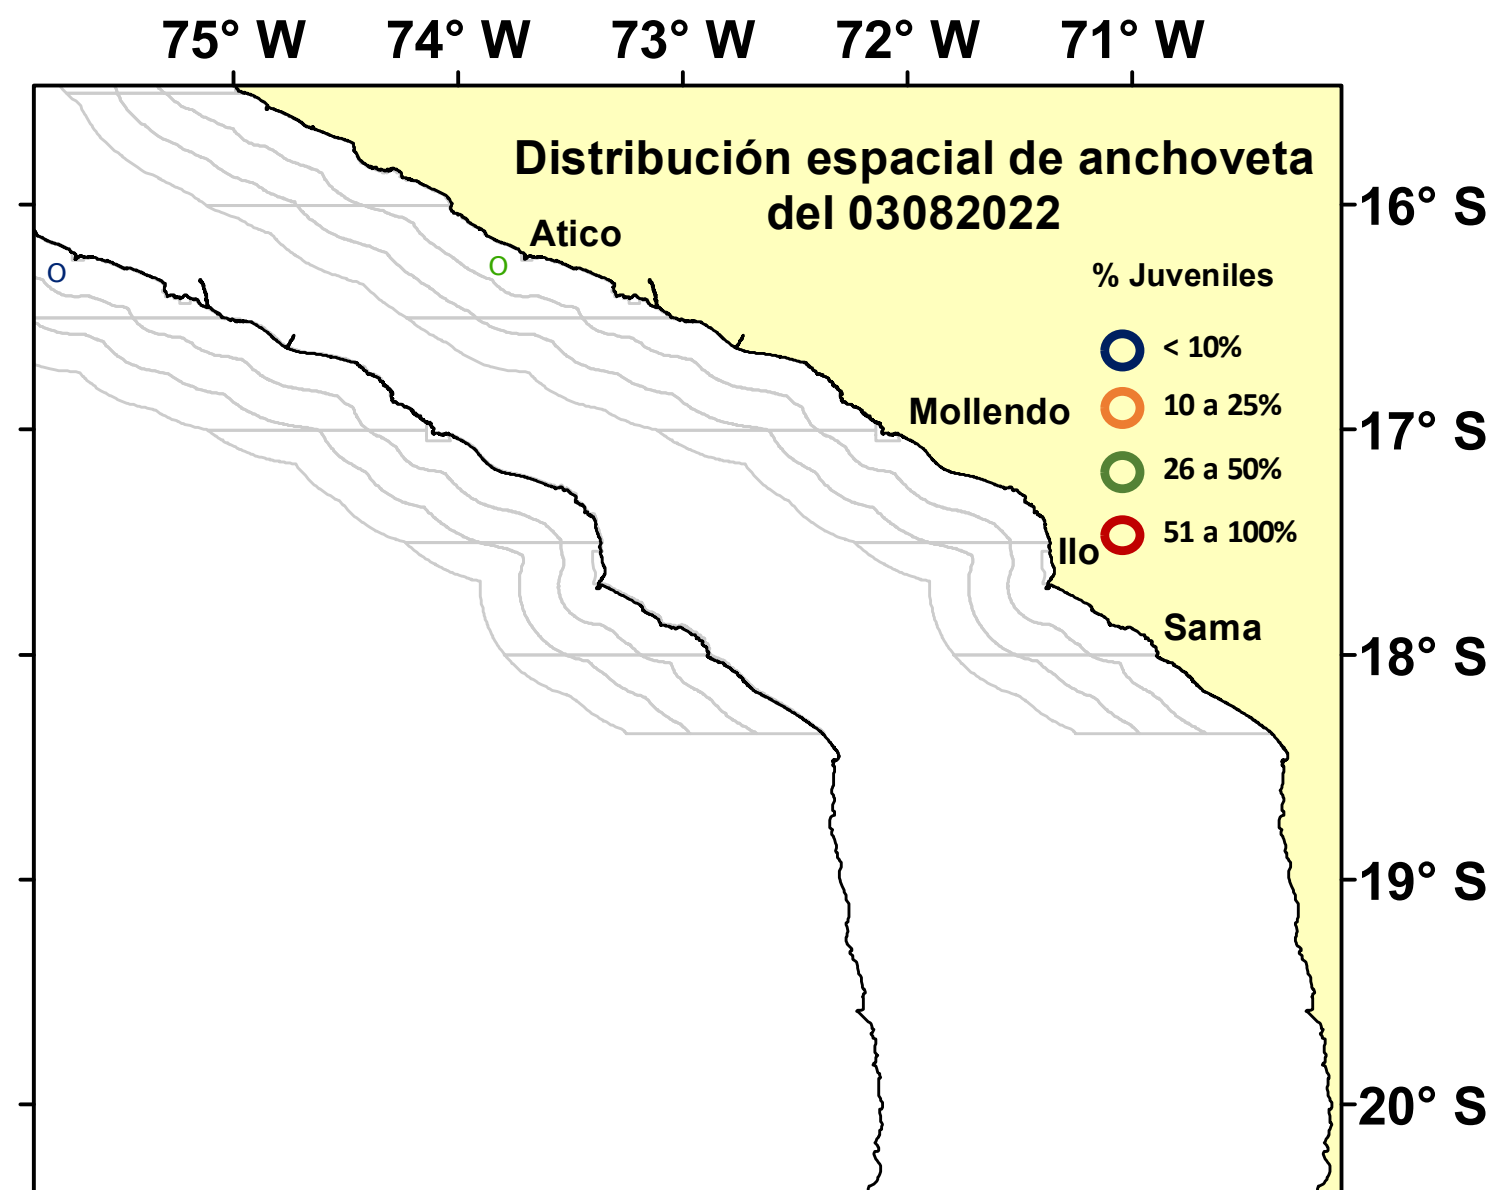 75° W 74° W 73° W 72° W 71° W
Distribución espacial de anchoveta
del 03082022
16° S
Atico
% Juveniles
< 10%
10 a 25%
Mollendo
17° S
26 a 50%
51 a 100%
Ilo
Sama
18° S
19° S
20° S